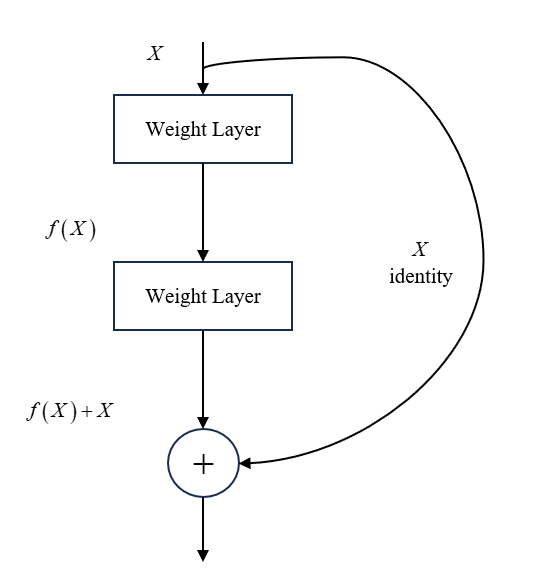 X
Weight Layer
f(X)
X
identity
Weight Layer
f(X)+X
+